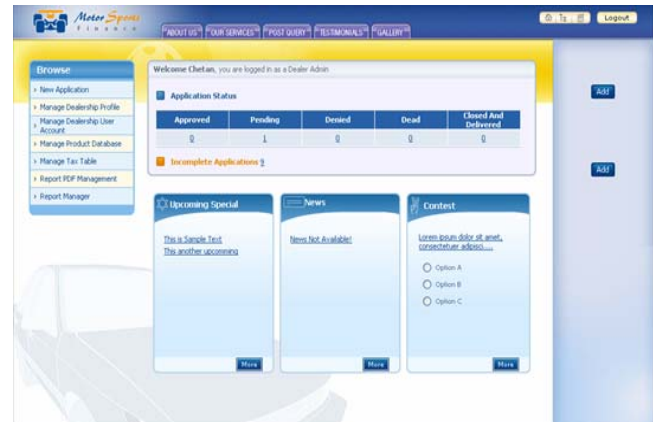 Motor Sports
Finance
ABOUT US
OUR SERVICES
POST QUERY
TESTIMONIALS
GALLERY
Logout
Browse
New Application
Manage Dealership Profile
Manage Dealership User
Account
Manage Product Database
Manage Tax Table
Report PDF Management
Report Manager
Welcome Chetan, you are logged in as a Dealer Admin
Application Status
Approved Pending Denied Dead Closed And
Delivered
0 1 0 0 0
Incomplete Applications 9
Add
Add
Upcoming Special
This is Sample Text
This another upcomming
More
News
News Not Available!
More
Contest
Lorem ipsum dolor sit amet,
consectetuer adipisci.....
Option A
Option B
Option C
More